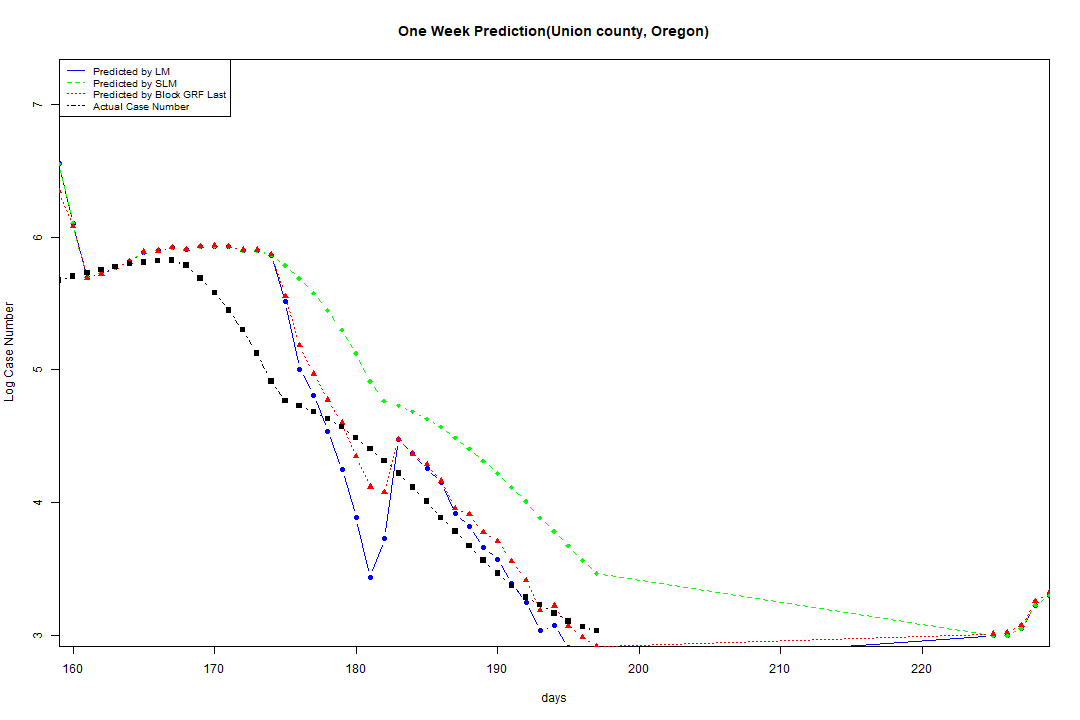 One Week Prediction(Union county, Oregon)
Predicted by LM
Predicted by SLM
Predicted by Block GRF Last
Actual Case Number
7
6
5
4
3
Log Case Number
160 170 180 190 200 210 220
days